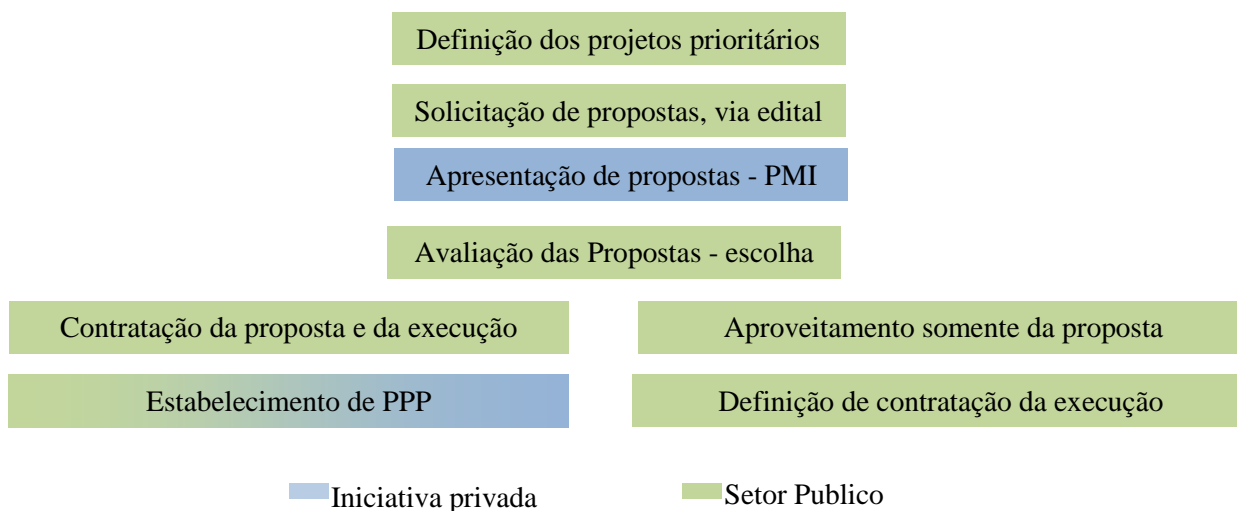 Definição dos projetos prioritários
Solicitação de propostas, via edital
Apresentação de propostas - PMI
Avaliação das Propostas - escolha
Contratação da proposta e da execução
Aproveitamento somente da proposta
Estabelecimento de PPP
Definição de contratação da execução
Iniciativa privada
Setor Publico